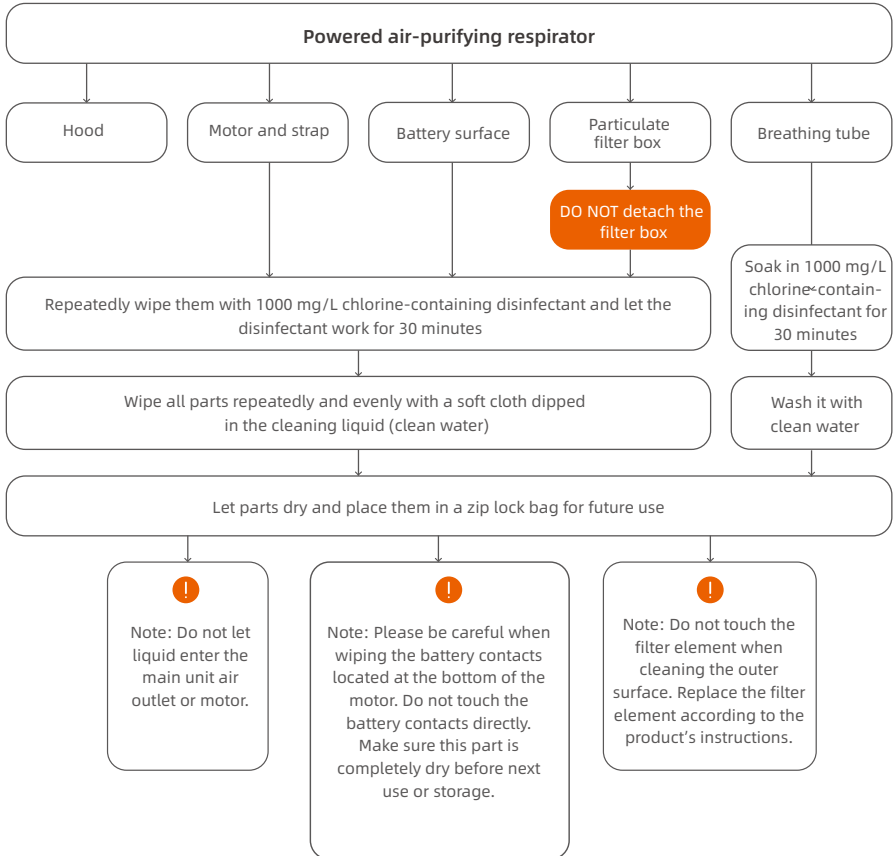 Powered air-purifying respirator
Hood
Motor and strap
Battery surface
Particulate
filter box
Breathing tube
DO NOT detach the
filter box
Repeatedly wipe them with 1000 mg/L chlorine-containing disinfectant and let the
disinfectant work for 30 minutes
Soak in 1000 mg/L
chlorine-contain-
ing disinfectant for
30 minutes
Wipe all parts repeatedly and evenly with a soft cloth dipped
in the cleaning liquid (clean water)
Wash it with
clean water
Let parts dry and place them in a zip lock bag for future use
!
Note: Do not let
liquid enter the
main unit air
outlet or motor.
!
Note: Please be careful when
wiping the battery contacts
located at the bottom of the
motor. Do not touch the
battery contacts directly.
Make sure this part is
completely dry before next
use or storage.
!
Note: Do not touch the
filter element when
cleaning the outer
surface. Replace the filter
element according to the
product's instructions.